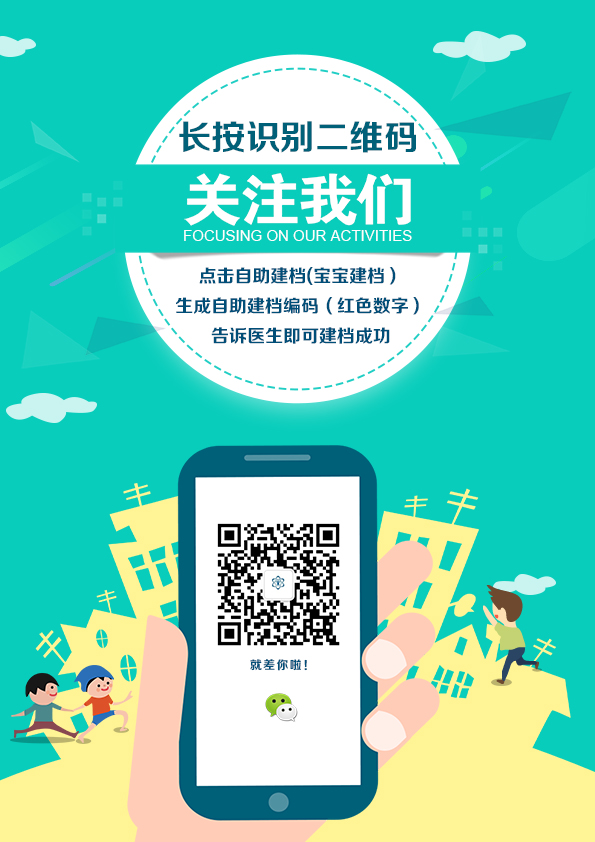 长按识别二维码
关注我们
FOCUSING ON OUR ACTIVITIES
点击自助建档(宝宝建档）
生成自助建档编码（红色数字）
告诉医生即可建档成功
就差你啦!